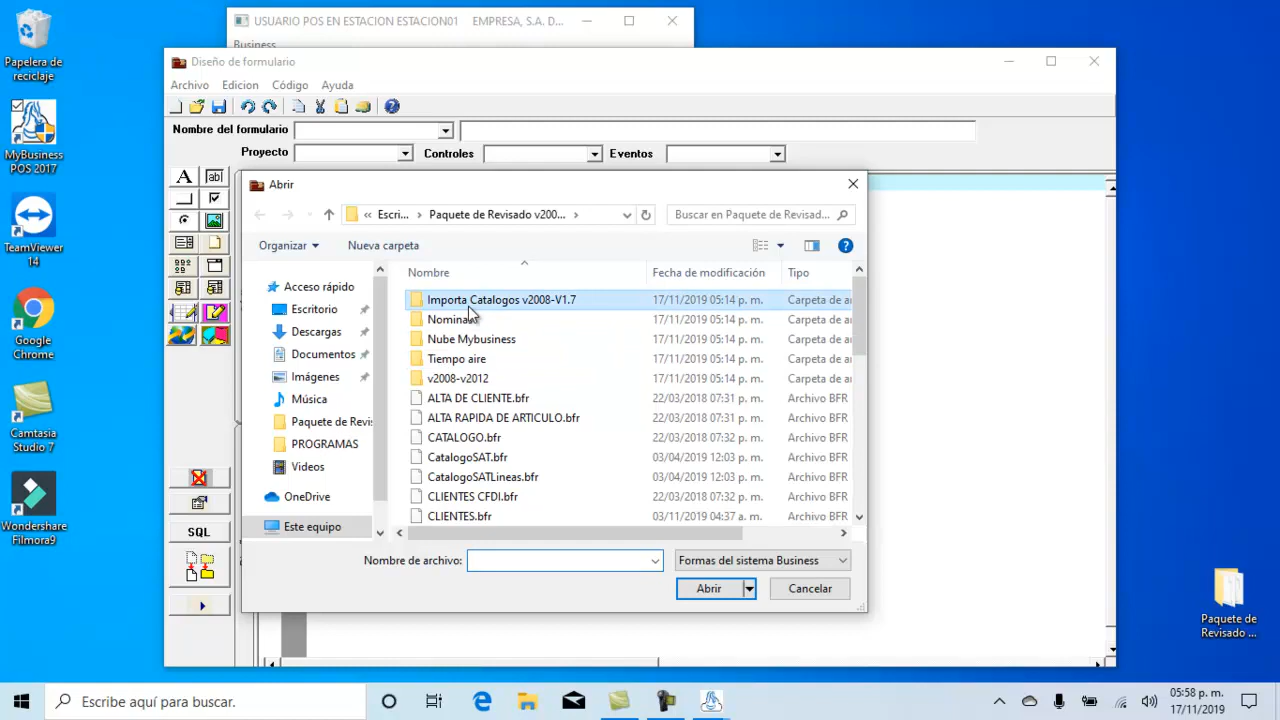 USUARIO POS EN ESTACION ESTACION01 EMPRESA, S.A. D...
Business
Diseño de formulario
Archivo Edicion Código Ayuda
Nombre del formulario
Proyecto Controles Eventos
A ab
SQL
Abrir
« Escri... › Paquete de Revisado v200... ›
Buscar en Paquete de Revisad...
Organizar Nueva carpeta
Acceso rápido
Escritorio
Descargas
Documentos
Imágenes
Música
Paquete de Revi
PROGRAMAS
Videos
OneDrive
Este equipo
Nombre Fecha de modificación Tipo
Importa Catalogos v2008-V1.7 17/11/2019 05:14 p. m. Carpeta de a
Nomina 17/11/2019 05:14 p. m. Carpeta de a
Nube Mybusiness 17/11/2019 05:14 p. m. Carpeta de a
Tiempo aire 17/11/2019 05:14 p. m. Carpeta de a
v2008-v2012 17/11/2019 05:14 p. m. Carpeta de a
ALTA DE CLIENTE.bfr 22/03/2018 07:31 p. m. Archivo BFR
ALTA RAPIDA DE ARTICULO.bfr 22/03/2018 07:31 p. m. Archivo BFR
CATALOGO.bfr 22/03/2018 07:32 p. m. Archivo BFR
CatalogoSAT.bfr 03/04/2019 12:03 p. m. Archivo BFR
CatalogoSATLineas.bfr 03/04/2019 12:03 p. m. Archivo BFR
CLIENTES CFDI.bfr 22/03/2018 07:32 p. m. Archivo BFR
CLIENTES.bfr 03/11/2019 04:37 a. m. Archivo BFR
Nombre de archivo:
Formas del sistema Business
Abrir Cancelar
Papelera de
reciclaje
MyBusiness
POS 2017
TeamViewer
14
Google
Chrome
Camtasia
Studio 7
Wondershare
Filmora9
Paquete de
Revisado ...
Escribe aquí para buscar.
05:58 p. m.
17/11/2019